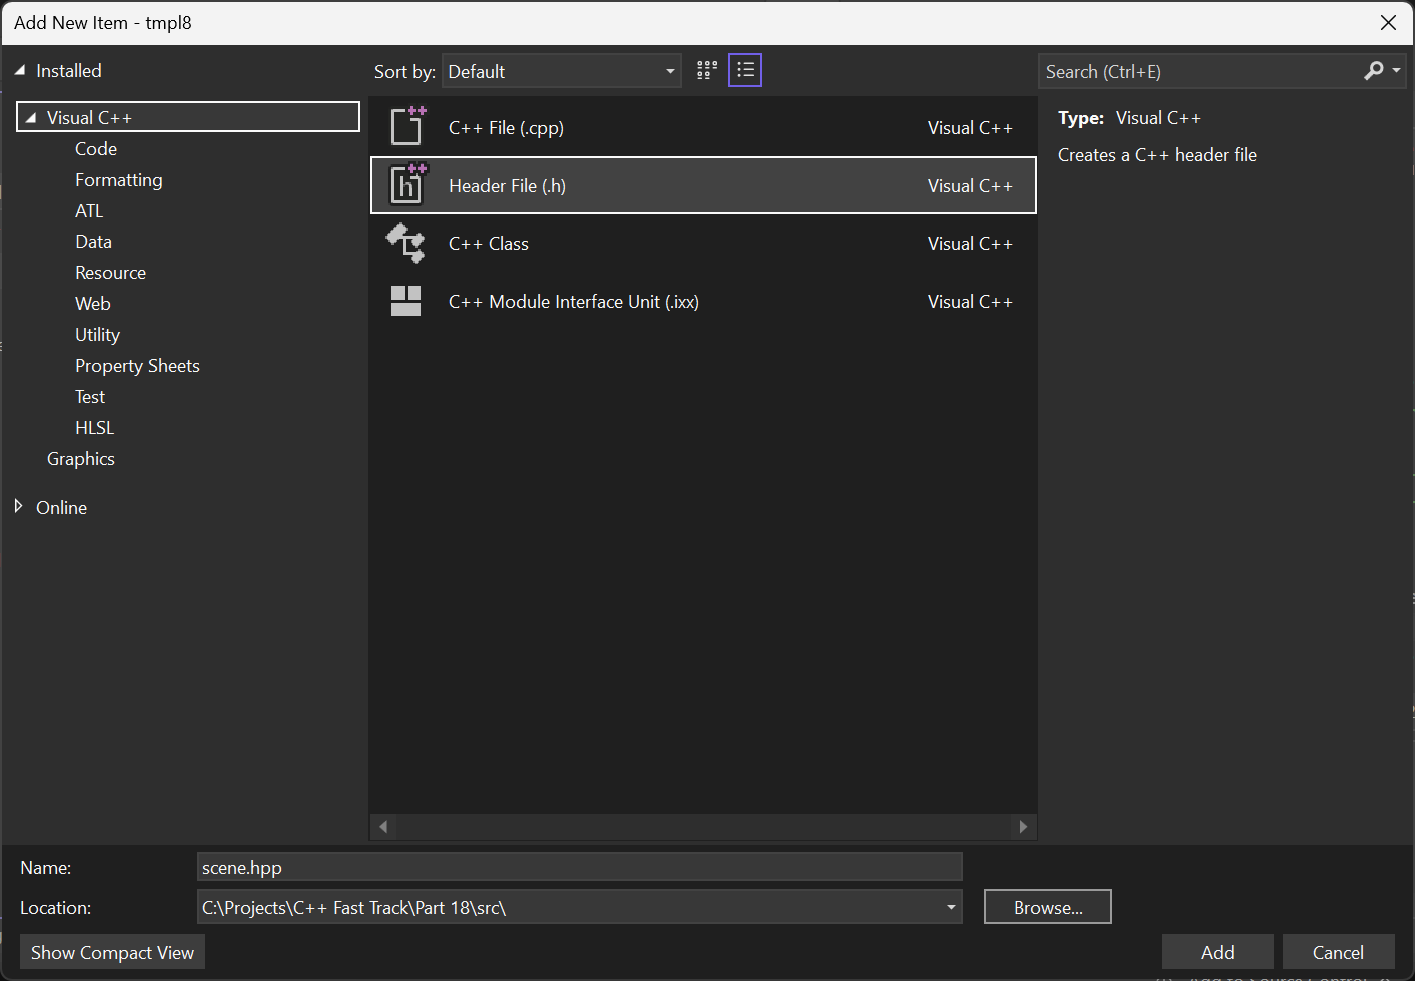 Add New Item - tmpl8
Installed
Sort by: Default
Search (Ctrl+E)
Visual C++
Code
Formatting
ATL
Data
Resource
Web
Utility
Property Sheets
Test
HLSL
Graphics
Online
C++ File (.cpp) Visual C++
Header File (.h) Visual C++
C++ Class Visual C++
C++ Module Interface Unit (.ixx) Visual C++
Type: Visual C++
Creates a C++ header file
Name: scene.hpp
Location: C:\Projects\C++ Fast Track\Part 18\src\
Browse...
Show Compact View
Add
Cancel